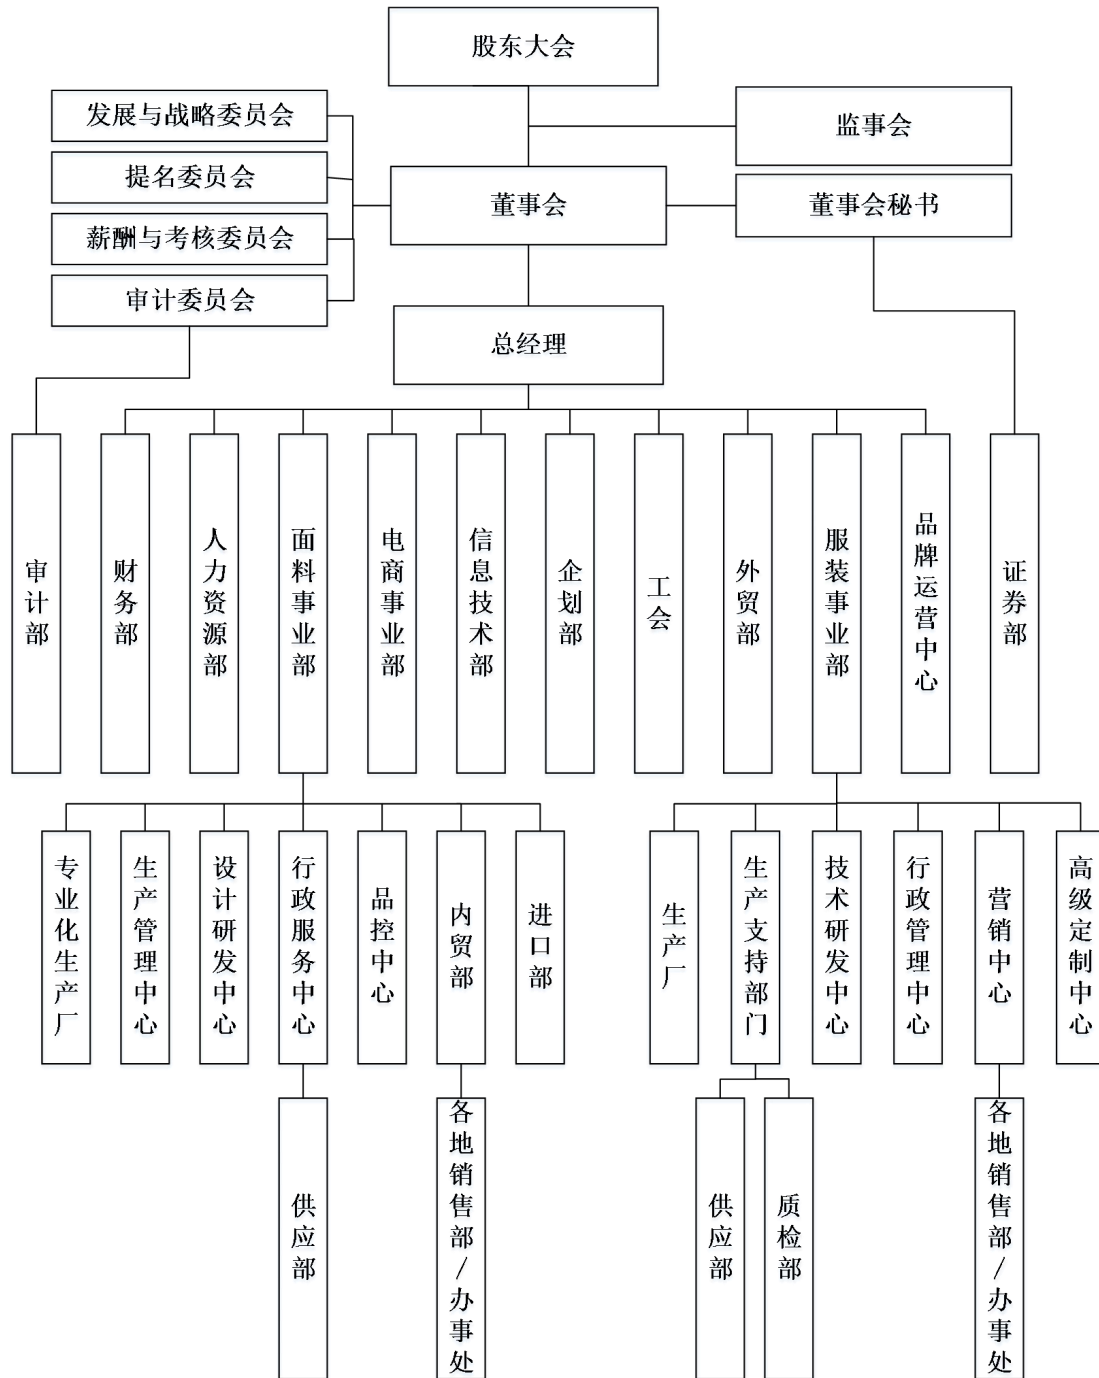 股东大会
发展与战略委员会
监事会
提名委员会
董事会
董事会秘书
薪酬与考核委员会
审计委员会
总经理
审计部
财务部
人力资源部
面料事业部
电商事业部
信息技术部
企划部
工会
外贸部
服装事业部
品牌运营中心
证券部
专业化生产厂
生产管理中心
设计研发中心
行政服务中心
品控中心
内贸部
进口部
生产厂
生产支持部门
技术研发中心
行政管理中心
营销中心
高级定制中心
供应部
各地销售部/办事处
供应部
质检部
各地销售部/办事处